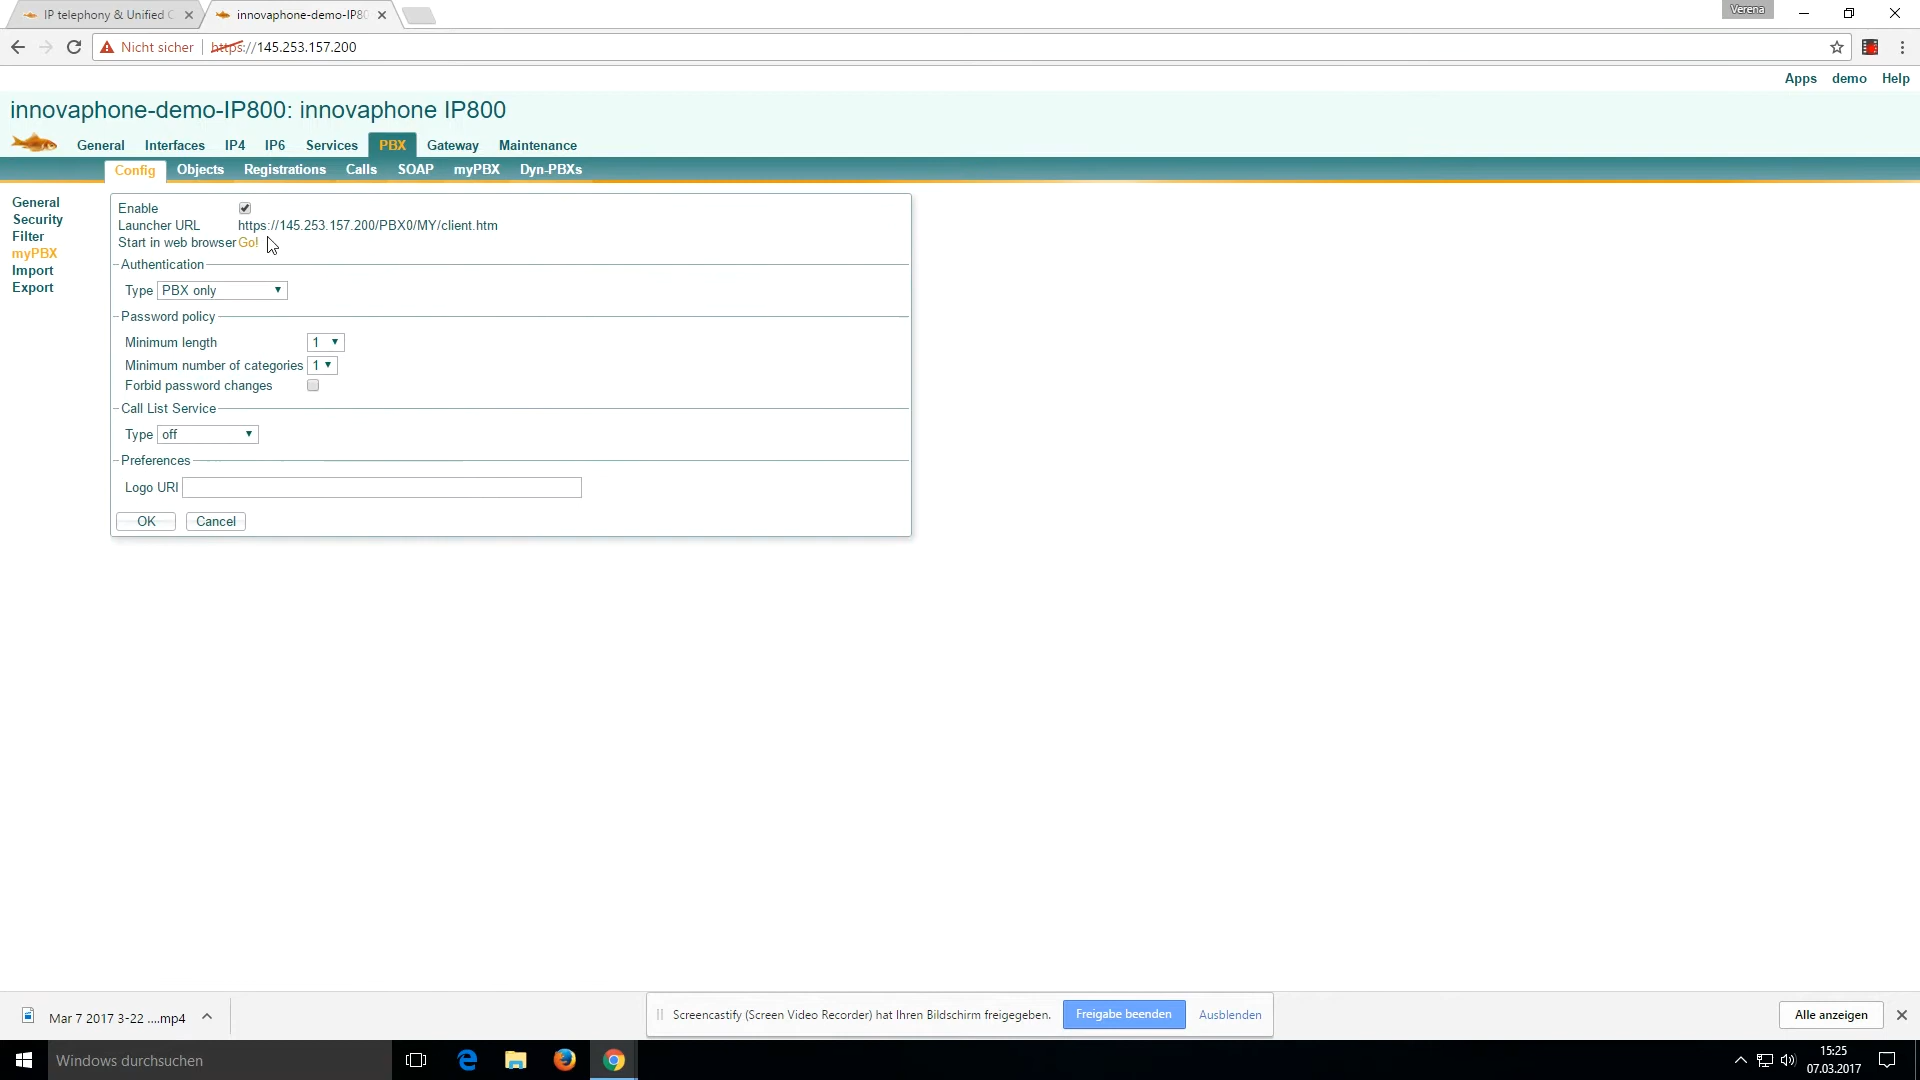 IP telephony & Unified C
innovaphone-demo-IP80
Verena
Nicht sicher https://145.253.157.200
Apps demo Help
innovaphone-demo-IP800: innovaphone IP800
General Interfaces IP4 IP6 Services PBX Gateway Maintenance
Config Objects Registrations Calls SOAP myPBX Dyn-PBXs
General
Security
Filter
myPBX
Import
Export
Enable
Launcher URL https://145.253.157.200/PBX0/MY/client.htm
Start in web browser Go!
Authentication
Type PBX only
Password policy
Minimum length 1
Minimum number of categories 1
Forbid password changes
Call List Service
Type off
Preferences
Logo URI
OK Cancel
Mar 7 2017 3-22 ....mp4
Screencastify (Screen Video Recorder) hat Ihren Bildschirm freigegeben. Freigabe beenden Ausblenden
Alle anzeigen
Windows durchsuchen
15:25
07.03.2017